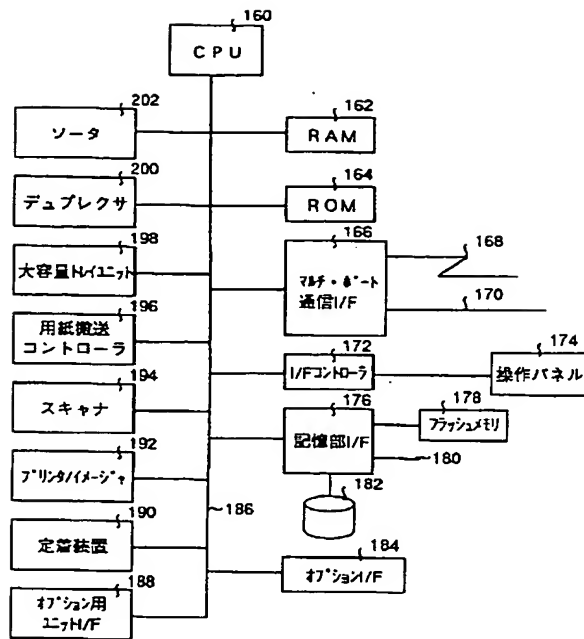 160
CPU
202
ソータ
162
RAM
200
デュプレクサ
164
ROM
198
大容量トレイユニット
166
マルチ・ポート
通信I/F
168
170
196
用紙搬送
コントローラ
172
I/Fコントローラ
174
操作パネル
194
スキャナ
176
記憶部I/F
178
フラッシュメモリ
180
192
プリンタ/イメージャ
182
186
190
定着装置
184
オプションI/F
188
オプション用
ユニットI/F